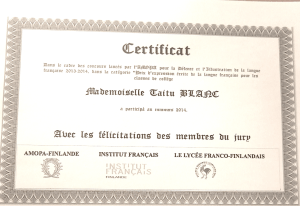 Certificat
Dans le cadre des concours lancés par l'AMOPA pour la Défense et l'Illustration de la langue
française 2013-2014, dans la catégorie "Prix d'expression écrite de la langue française pour les
classes de collège
Mademoiselle Taitu BLANC
a participé au concours 2014.
Avec les félicitations des membres du jury
AMOPA-FINLANDE INSTITUT FRANÇAIS LE LYCÉE FRANCO-FINLANDAIS
INSTITUT
FRANÇAIS
FINLANDE